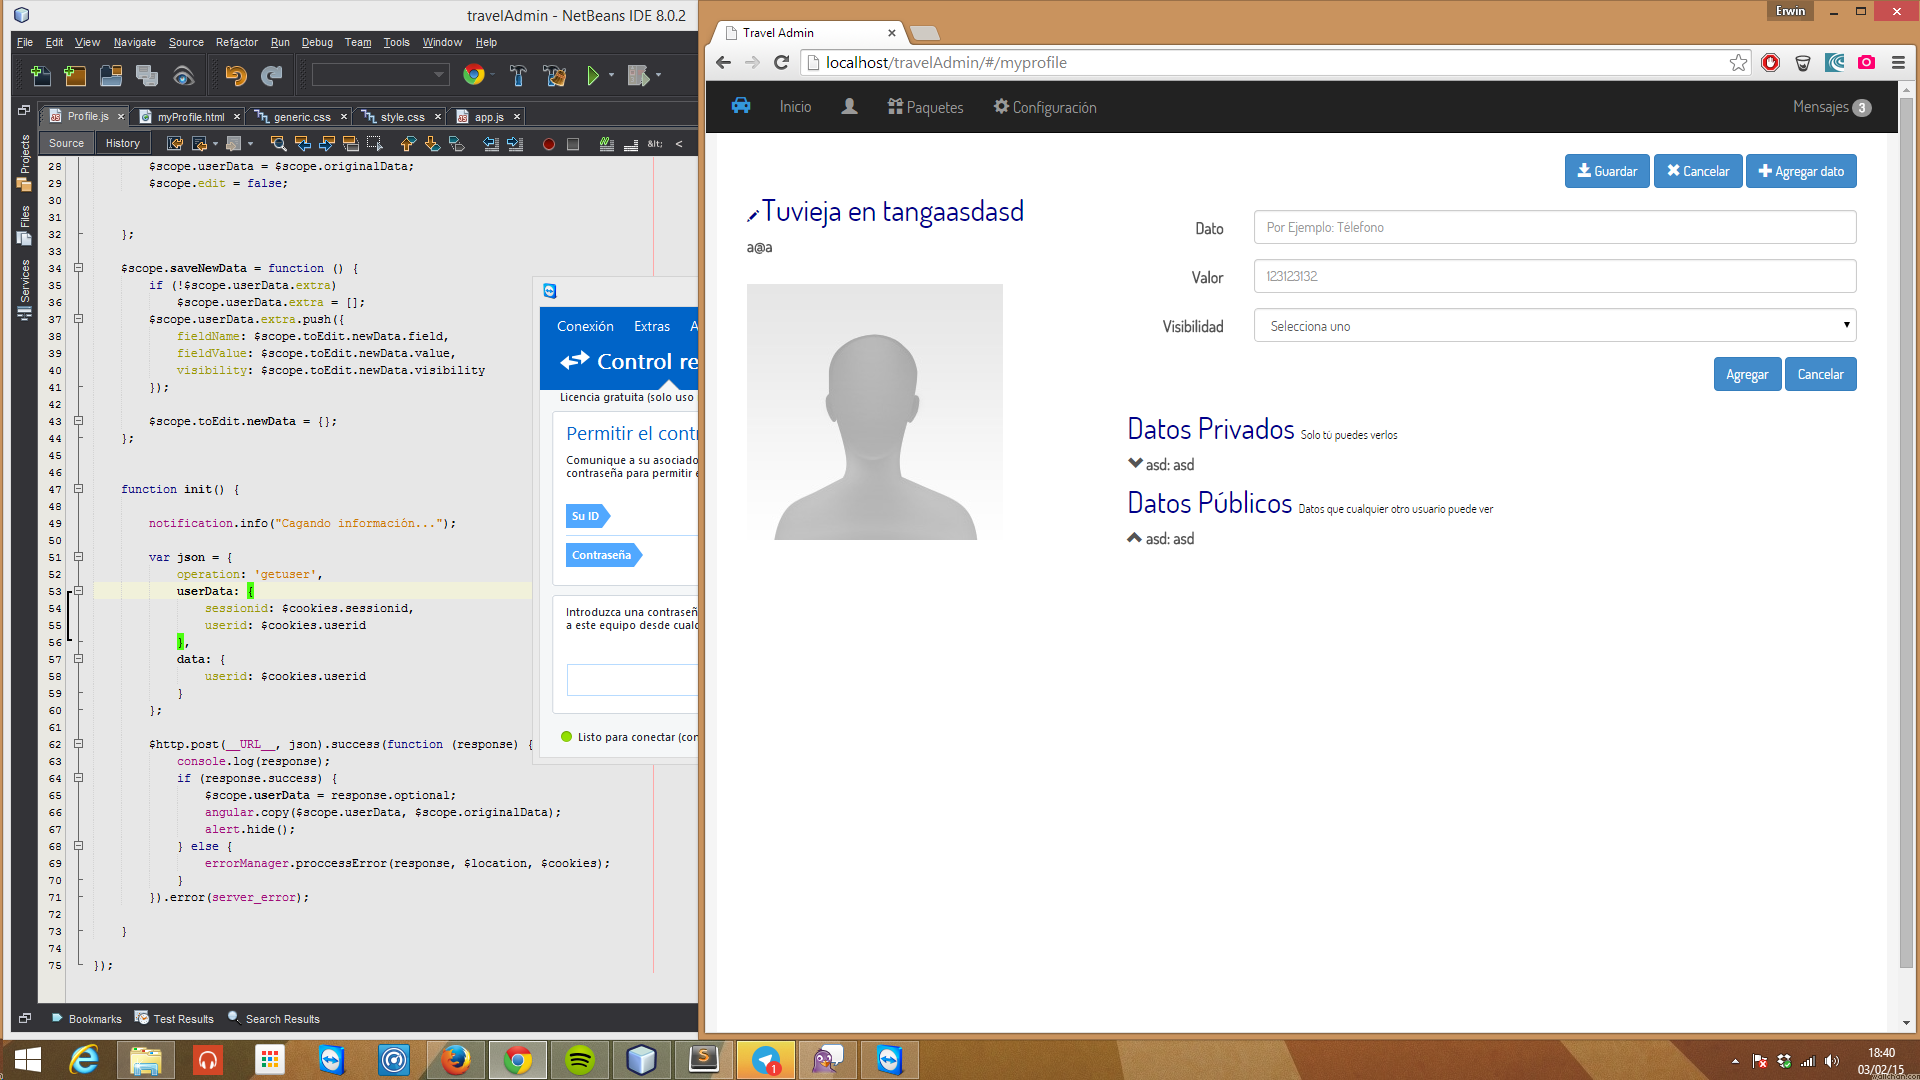 travelAdmin - NetBeans IDE 8.0.2
File Edit View Navigate Source Refactor Run Debug Team Tools Window Help
Profile.js
myProfile.html
generic.css
style.css
app.js
Source History
&lt;
Projects
Files
Services
28 $scope.userData = $scope.originalData;
29 $scope.edit = false;
30
31
32 };
33
34 $scope.saveNewData = function () {
35 if (!$scope.userData.extra)
36 $scope.userData.extra = [];
37 $scope.userData.extra.push({
38 fieldName: $scope.toEdit.newData.field,
39 fieldValue: $scope.toEdit.newData.value,
40 visibility: $scope.toEdit.newData.visibility
41 });
42
43 $scope.toEdit.newData = {};
44 };
45
46
47 function init() {
48
49 notification.info("Cagando información...");
50
51 var json = {
52 operation: 'getuser',
53 userData: {
54 sessionid: $cookies.sessionid,
55 userid: $cookies.userid
56 },
57 data: {
58 userid: $cookies.userid
59 }
60 };
61
62 $http.post(__URL__, json).success(function (response) {
63 console.log(response);
64 if (response.success) {
65 $scope.userData = response.optional;
66 angular.copy($scope.userData, $scope.originalData);
67 alert.hide();
68 } else {
69 errorManager.proccessError(response, $location, $cookies);
70 }
71 }).error(server_error);
72
73 }
74
75 });
Bookmarks Test Results Search Results
Conexión Extras A
Control re
Licencia gratuita (solo uso
Permitir el contr
Comunique a su asociado
contraseña para permitir e
Su ID
Contraseña
Introduzca una contraseñ
a este equipo desde cualq
Listo para conectar (con
Erwin
Travel Admin
localhost/travelAdmin/#/myprofile
Inicio Paquetes Configuración Mensajes 3
Guardar Cancelar Agregar dato
Tuvieja en tangaasdasd
a@a
Dato Por Ejemplo: Télefono
Valor 123123132
Visibilidad Selecciona uno
Agregar Cancelar
Datos Privados Solo tú puedes verlos
asd: asd
Datos Públicos Datos que cualquier otro usuario puede ver
asd: asd
1
18:40
03/02/15